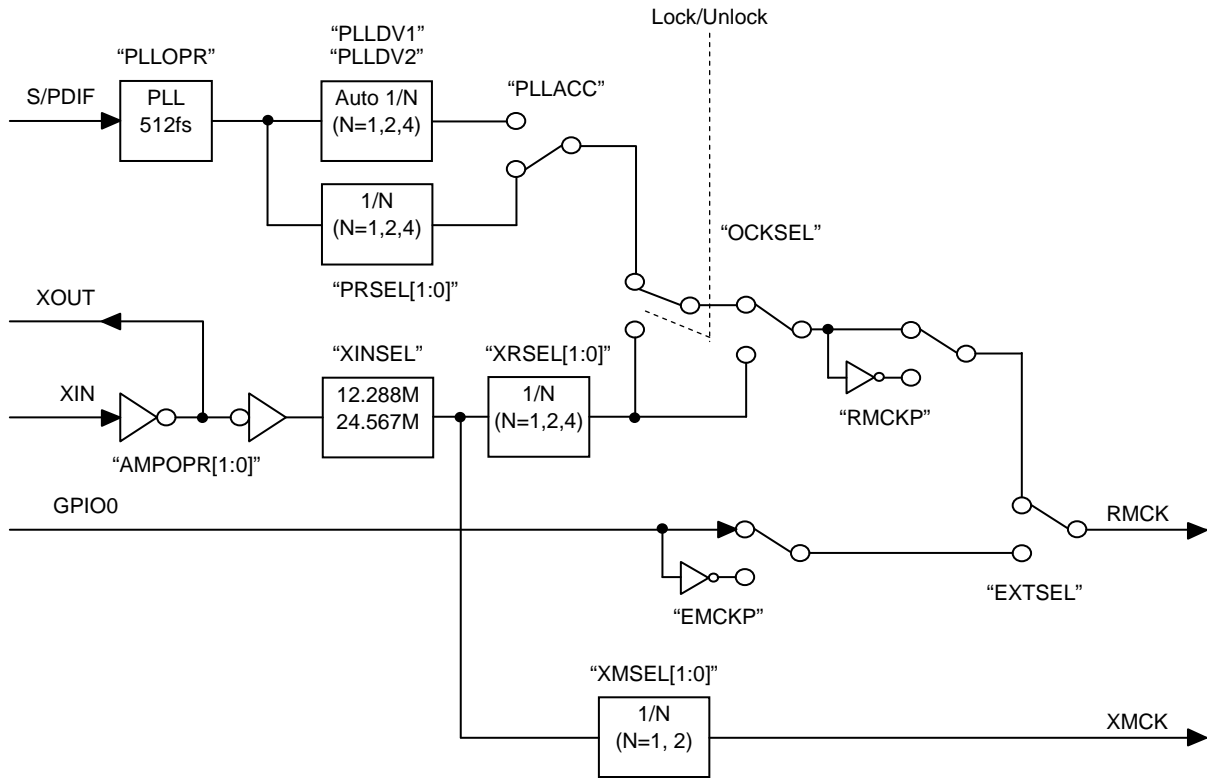 Lock/Unlock
“PLLDV1”
“PLLDV2”
“PLLOPR”
“PLLACC”
S/PDIF
PLL
512fs
Auto 1/N
(N=1,2,4)
1/N
(N=1,2,4)
“OCKSEL”
“PRSEL[1:0]”
XOUT
“XINSEL”
“XRSEL[1:0]”
XIN
12.288M
24.567M
1/N
(N=1,2,4)
“RMCKP”
“AMPOPR[1:0]”
GPIO0
RMCK
“EMCKP”
“EXTSEL”
“XMSEL[1:0]”
1/N
(N=1, 2)
XMCK